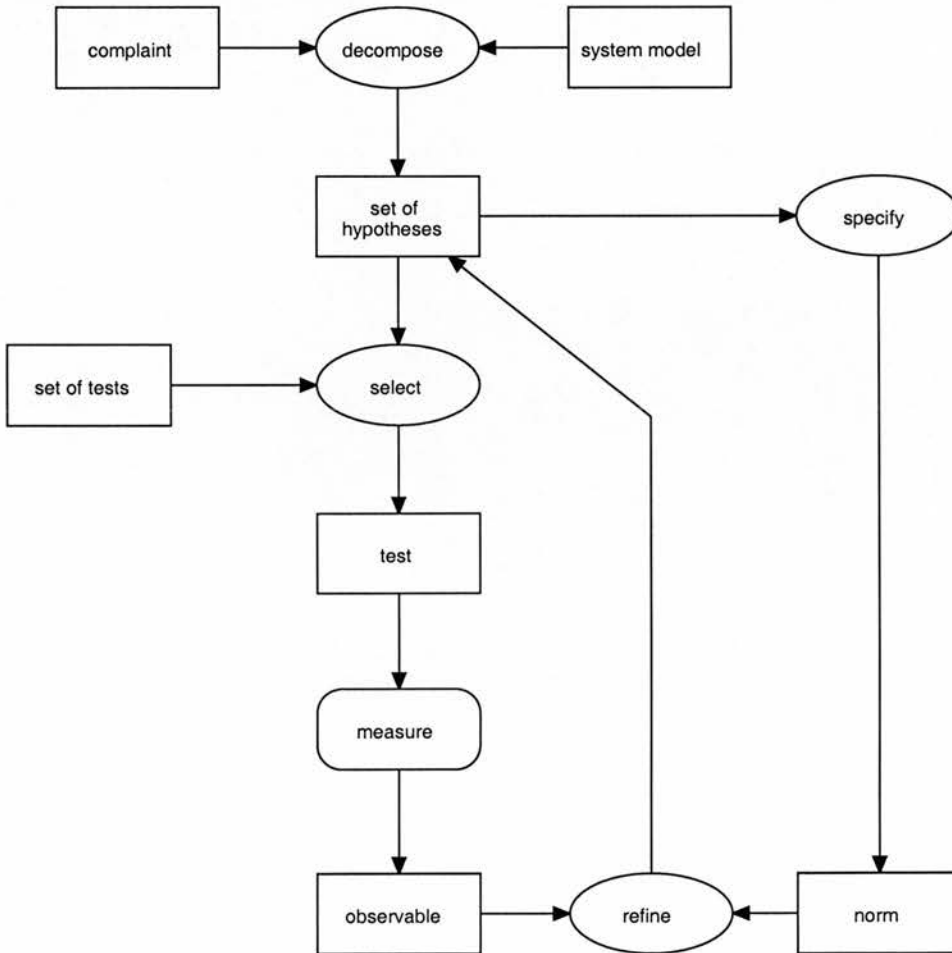 complaint
decompose
system model
set of
hypotheses
specify
set of tests
select
test
measure
observable
refine
norm